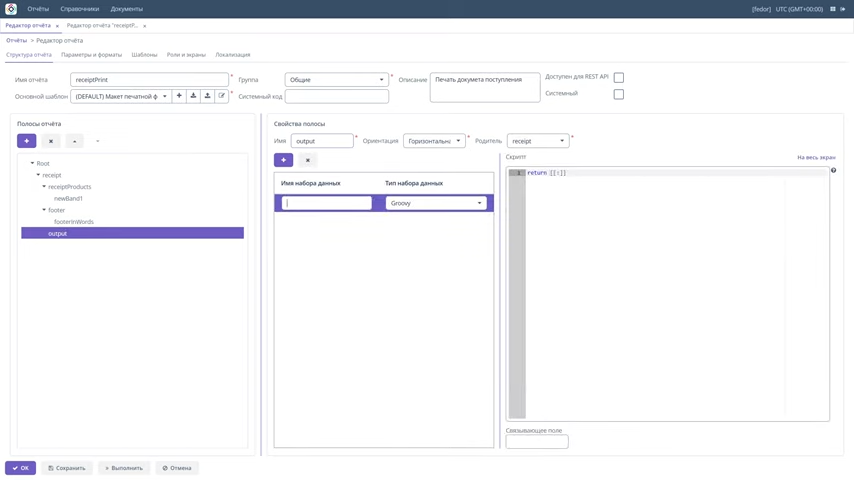 Отчёты Справочники Документы [fedor] UTC (GMT+00:00)
Редактор отчёта × Редактор отчёта "receiptP... ×
Отчёты > Редактор отчёта
Структура отчёта Параметры и форматы Шаблоны Роли и экраны Локализация
Имя отчёта receiptPrint * Группа Общие * Описание Печать докумета поступления Доступен для REST API
Основной шаблон (DEFAULT) Макет печатной ф * Системный код Системный
Полосы отчёта
Свойства полосы
Имя output * Ориентация Горизонтальна * Родитель receipt *
Скрипт На весь экран
Root
receipt
receiptProducts
newBand1
footer
footerInWords
output
Имя набора данных Тип набора данных
Groovy
1 return [[:]]
Связывающее поле
OK Сохранить Выполнить Отмена